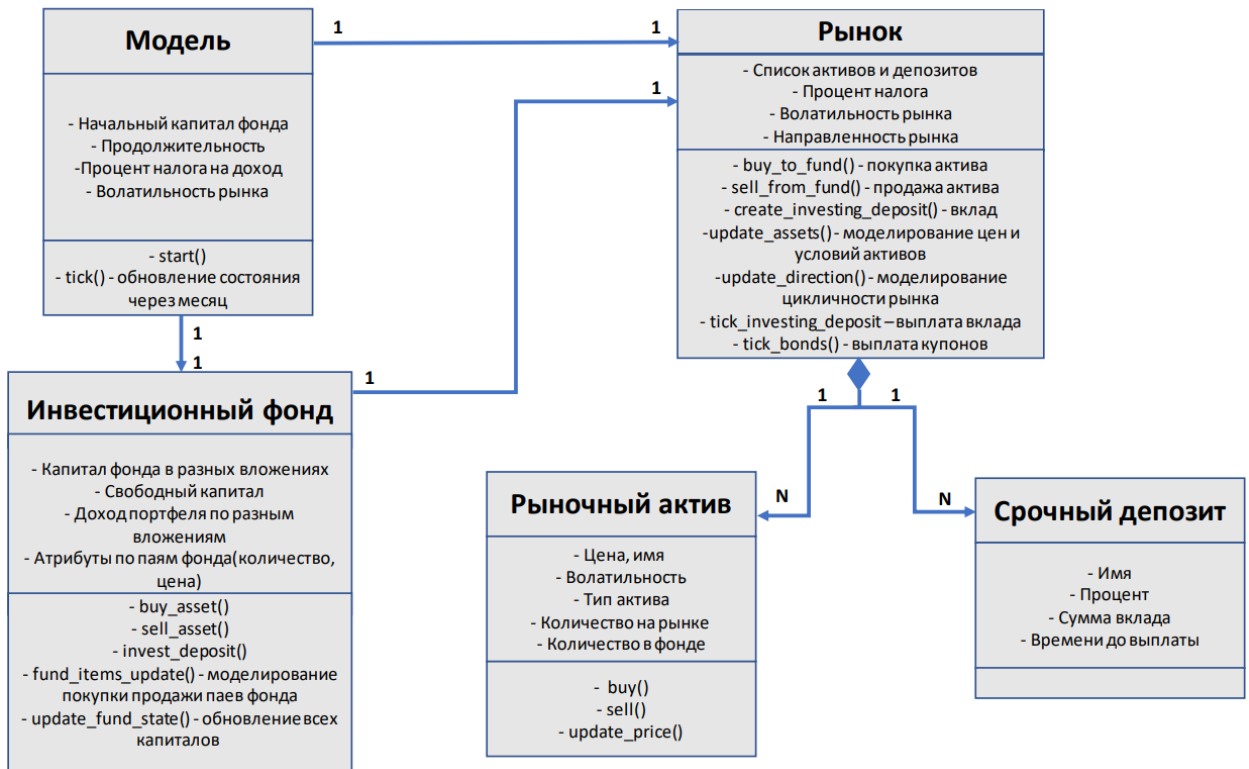 Модель
- Начальный капитал фонда
- Продолжительность
-Процент налога на доход
- Волатильность рынка
- start()
- tick() - обновление состояния
через месяц
1
1
Рынок
- Список активов и депозитов
- Процент налога
- Волатильность рынка
- Направленность рынка
- buy_to_fund() - покупка актива
- sell_from_fund() - продажа актива
- create_investing_deposit() - вклад
-update_assets() - моделирование цен и
условий активов
-update_direction() - моделирование
цикличности рынка
- tick_investing_deposit – выплата вклада
- tick_bonds() - выплата купонов
1
1
1
1
Инвестиционный фонд
- Капитал фонда в разных вложениях
- Свободный капитал
- Доход портфеля по разным
вложениям
- Атрибуты по паям фонда(количество,
цена)
- buy_asset()
- sell_asset()
- invest_deposit()
- fund_items_update() - моделирование
покупки продажи паев фонда
- update_fund_state() - обновление всех
капиталов
1
1
N
N
Рыночный актив
- Цена, имя
- Волатильность
- Тип актива
- Количество на рынке
- Количество в фонде
- buy()
- sell()
- update_price()
Срочный депозит
- Имя
- Процент
- Сумма вклада
- Времени до выплаты